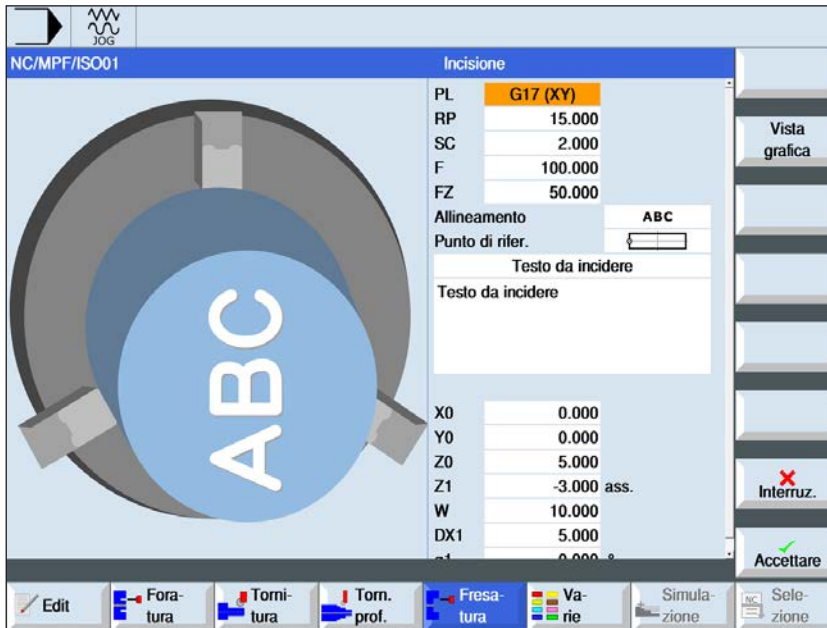 JOG
NC/MPF/ISO01
Incisione
PL G17 (XY)
RP 15.000
SC 2.000
F 100.000
FZ 50.000
Allineamento ABC
Punto di rifer.
Testo da incidere
Testo da incidere
X0 0.000
Y0 0.000
Z0 5.000
Z1 -3.000 ass.
W 10.000
DX1 5.000
ABC
Vista
grafica
Interruz.
Accettare
Edit
Fora-
tura
Torni-
tura
Torn.
prof.
Fresa-
tura
Va-
rie
Simula-
zione
NC
Sele-
zione